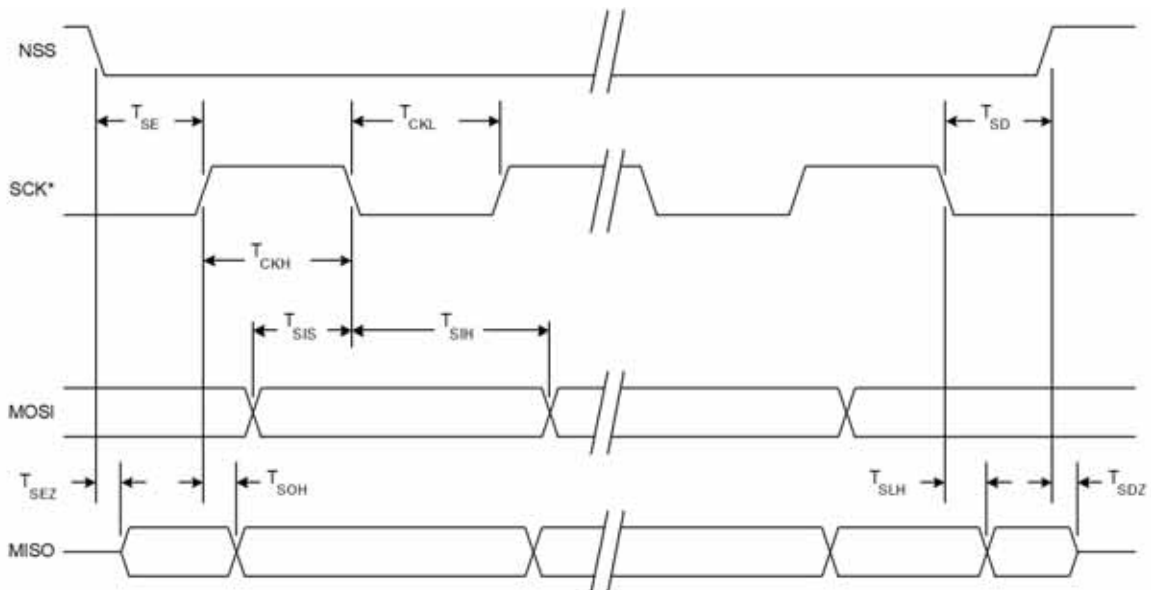 NSS
T_SE
T_CKL
T_SD
SCK*
T_CKH
T_SIS
T_SIH
MOSI
T_SEZ
T_SOH
T_SLH
T_SDZ
MISO